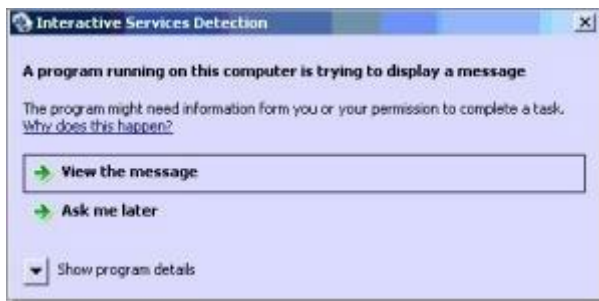 Interactive Services Detection
A program running on this computer is trying to display a message
The program might need information form you or your permission to complete a task.
Why does this happen?
View the message
Ask me later
Show program details